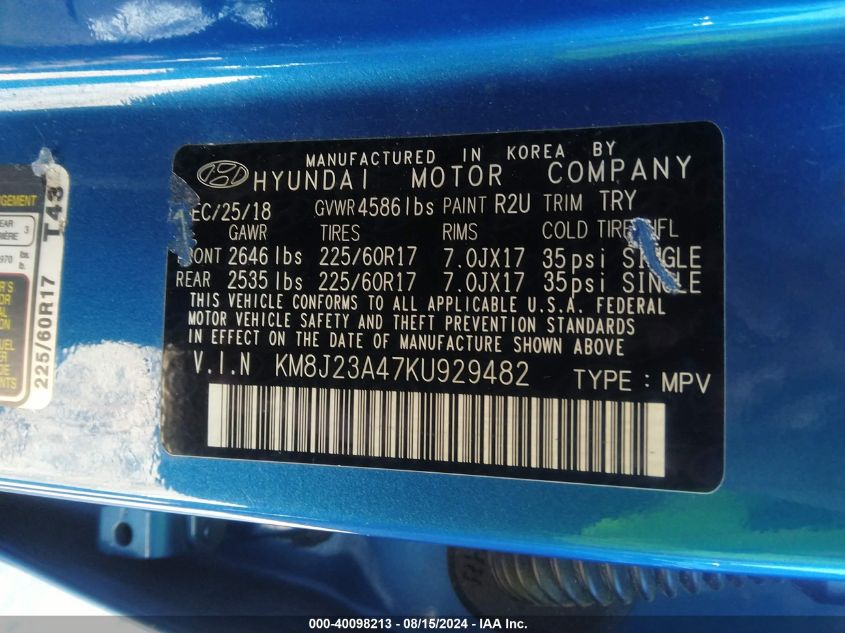 MANUFACTURED IN KOREA BY
HYUNDAI MOTOR COMPANY
EC/25/18 GVWR 4586 lbs PAINT R2U TRIM TRY
GAWR TIRES RIMS COLD TIRE NFL
ONT 2646 lbs 225/60R17 7.0JX17 35psi SINGLE
REAR 2535 lbs 225/60R17 7.0JX17 35psi SINGLE
THIS VEHICLE CONFORMS TO ALL APPLICABLE U.S.A. FEDERAL
MOTOR VEHICLE SAFETY AND THEFT PREVENTION STANDARDS
IN EFFECT ON THE DATE OF MANUFACTURE SHOWN ABOVE
V.I.N KM8J23A47KU929482 TYPE : MPV
225/60R17 T43
000-40098213 - 08/15/2024 - IAA Inc.